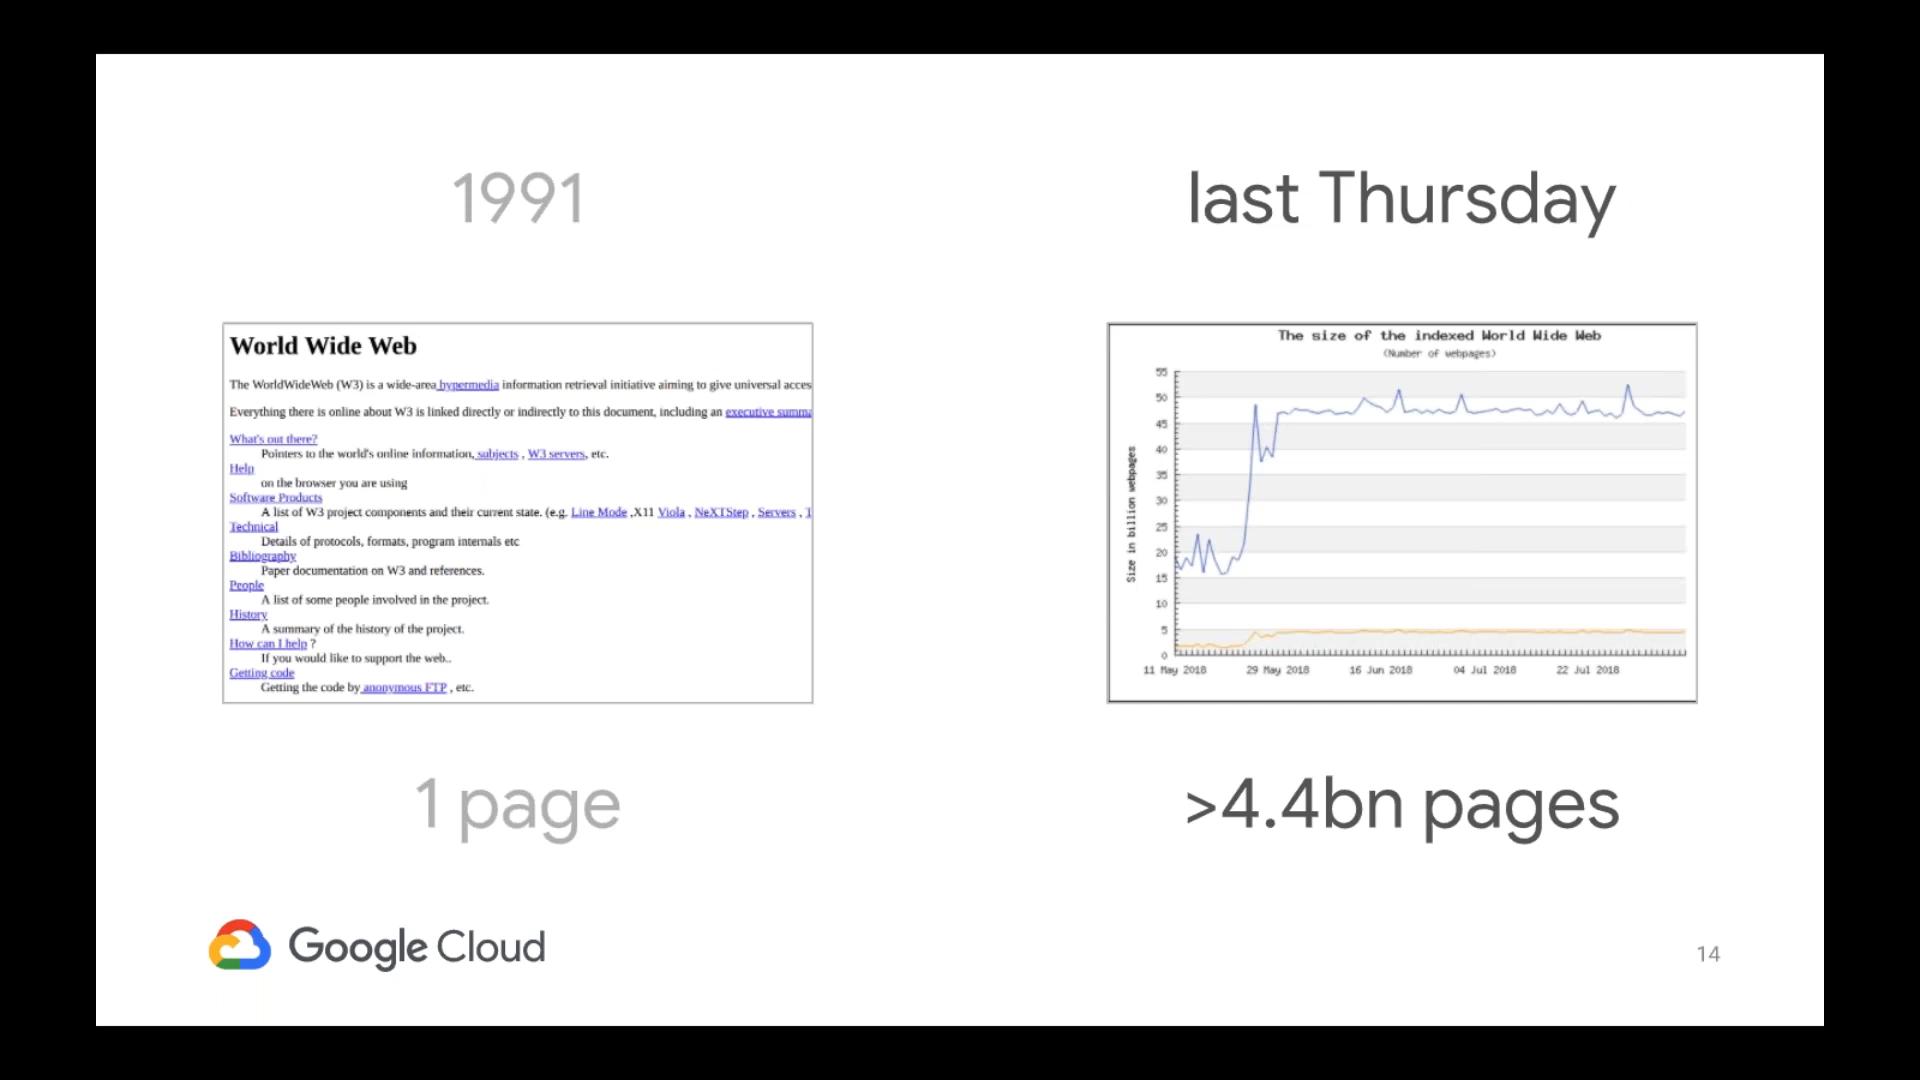 1991
last Thursday
World Wide Web
The WorldWideWeb (W3) is a wide-area hypermedia information retrieval initiative aiming to give universal acces
Everything there is online about W3 is linked directly or indirectly to this document, including an executive summa
What's out there?
Pointers to the world's online information, subjects , W3 servers, etc.
Help
on the browser you are using
Software Products
A list of W3 project components and their current state. (e.g. Line Mode ,X11 Viola , NeXTStep , Servers , T
Technical
Details of protocols, formats, program internals etc
Bibliography
Paper documentation on W3 and references.
People
A list of some people involved in the project.
History
A summary of the history of the project.
How can I help ?
If you would like to support the web..
Getting code
Getting the code by anonymous FTP , etc.
The size of the indexed World Wide Web
(Number of webpages)
Size in billion webpages
55
50
45
40
35
30
25
20
15
10
5
0
11 May 2018 29 May 2018 16 Jun 2018 04 Jul 2018 22 Jul 2018
1 page
>4.4bn pages
Google Cloud
14